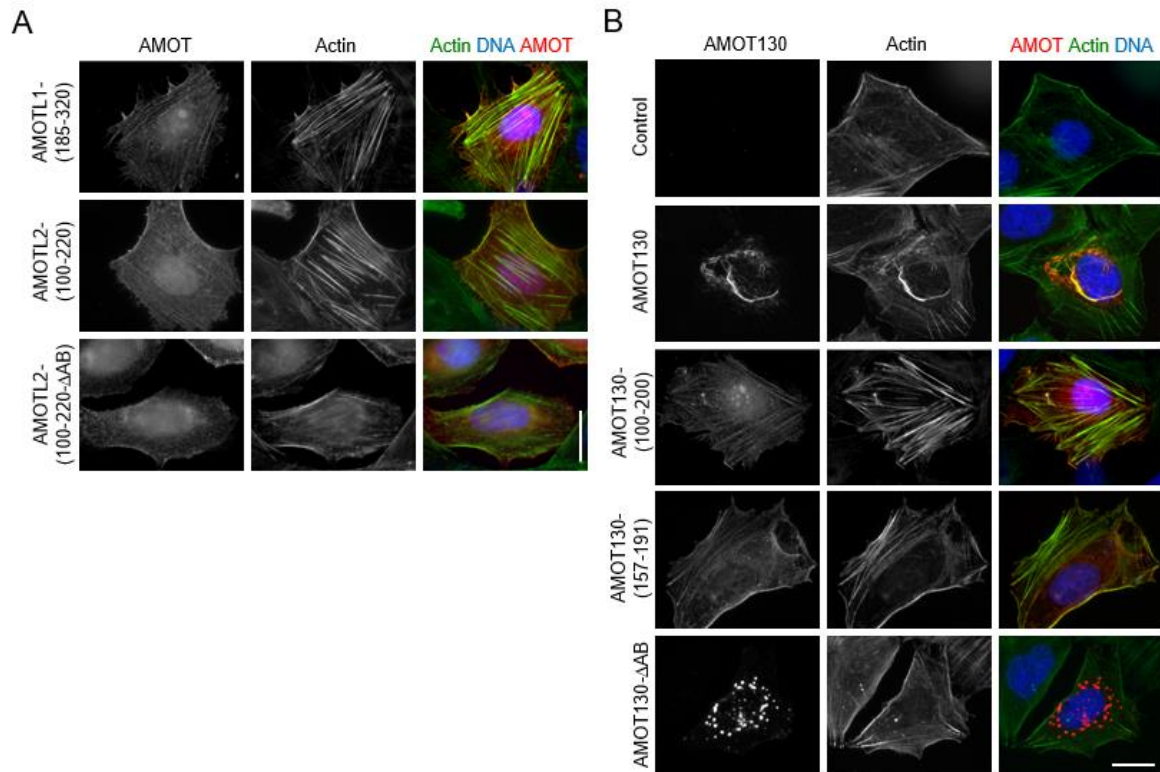 A
AMOT Actin Actin DNA AMOT
AMOTL1-
(185-320)
AMOTL2-
(100-220)
AMOTL2-
(100-220-ΔAB)
B
AMOT130 Actin AMOT Actin DNA
Control
AMOT130
AMOT130-
(100-200)
AMOT130-
(157-191)
AMOT130-ΔAB